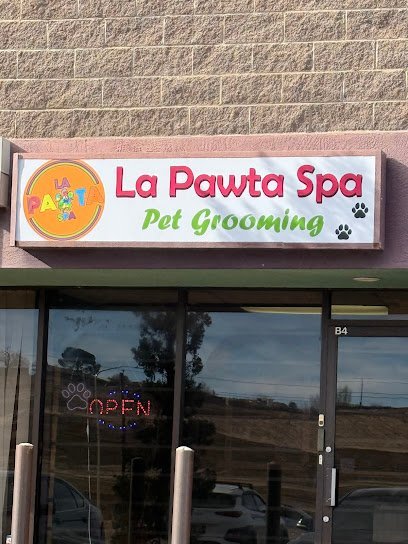 LA
PAWTA
SPA
La Pawta Spa
Pet Grooming
B4
OPEN